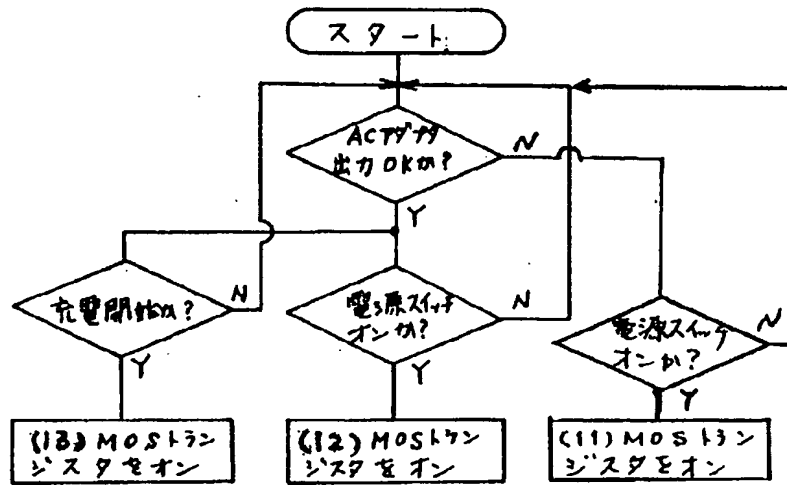 スタート
ACアダプタ
出力OKか?
N
Y
充電開始か?
N
電源スイッチ
オンか?
N
電源スイッチ
オンか?
N
Y
Y
Y
(13)MOSトラン
ジスタをオン
(12)MOSトラン
ジスタをオン
(11)MOSトラン
ジスタをオン